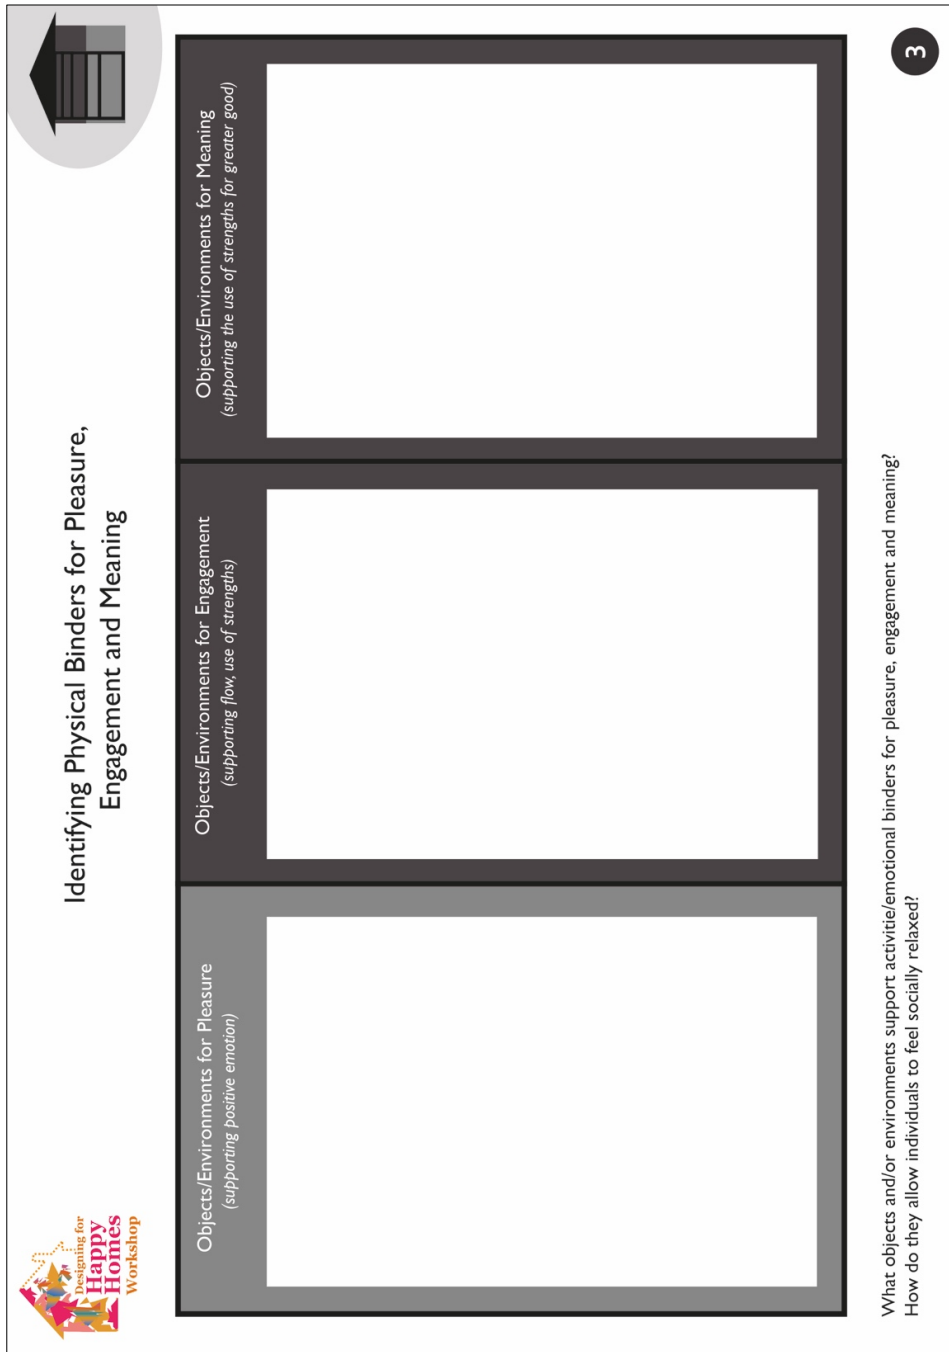 Designing for
Happy
Homes
Workshop
Identifying Physical Binders for Pleasure,
Engagement and Meaning
Objects/Environments for Pleasure
(supporting positive emotion)
Objects/Environments for Engagement
(supporting flow, use of strengths)
Objects/Environments for Meaning
(supporting the use of strengths for greater good)
What objects and/or environments support activitie/emotional binders for pleasure, engagement and meaning?
How do they allow individuals to feel socially relaxed?
3